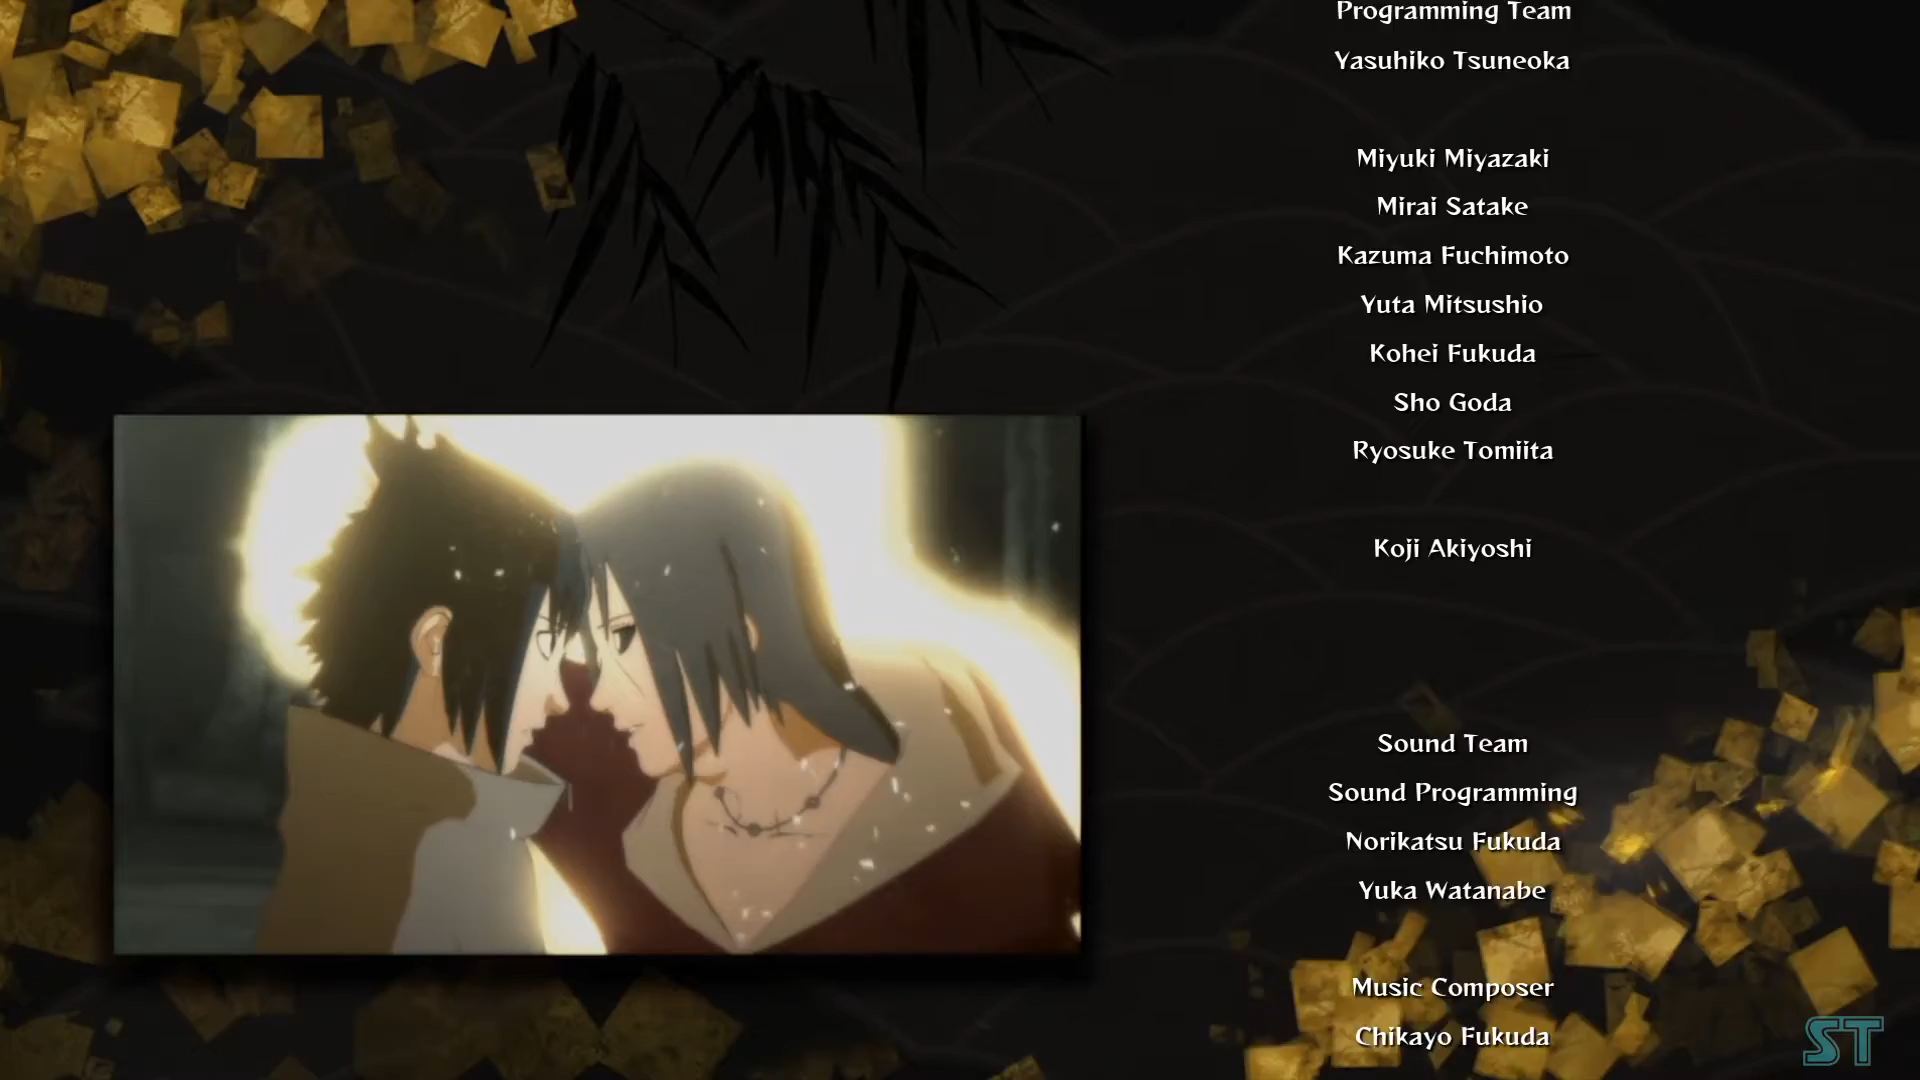 Programming Team
Yasuhiko Tsuneoka
Miyuki Miyazaki
Mirai Satake
Kazuma Fuchimoto
Yuta Mitsushio
Kohei Fukuda
Sho Goda
Ryosuke Tomiita
Koji Akiyoshi
Sound Team
Sound Programming
Norikatsu Fukuda
Yuka Watanabe
Music Composer
Chikayo Fukuda
ST